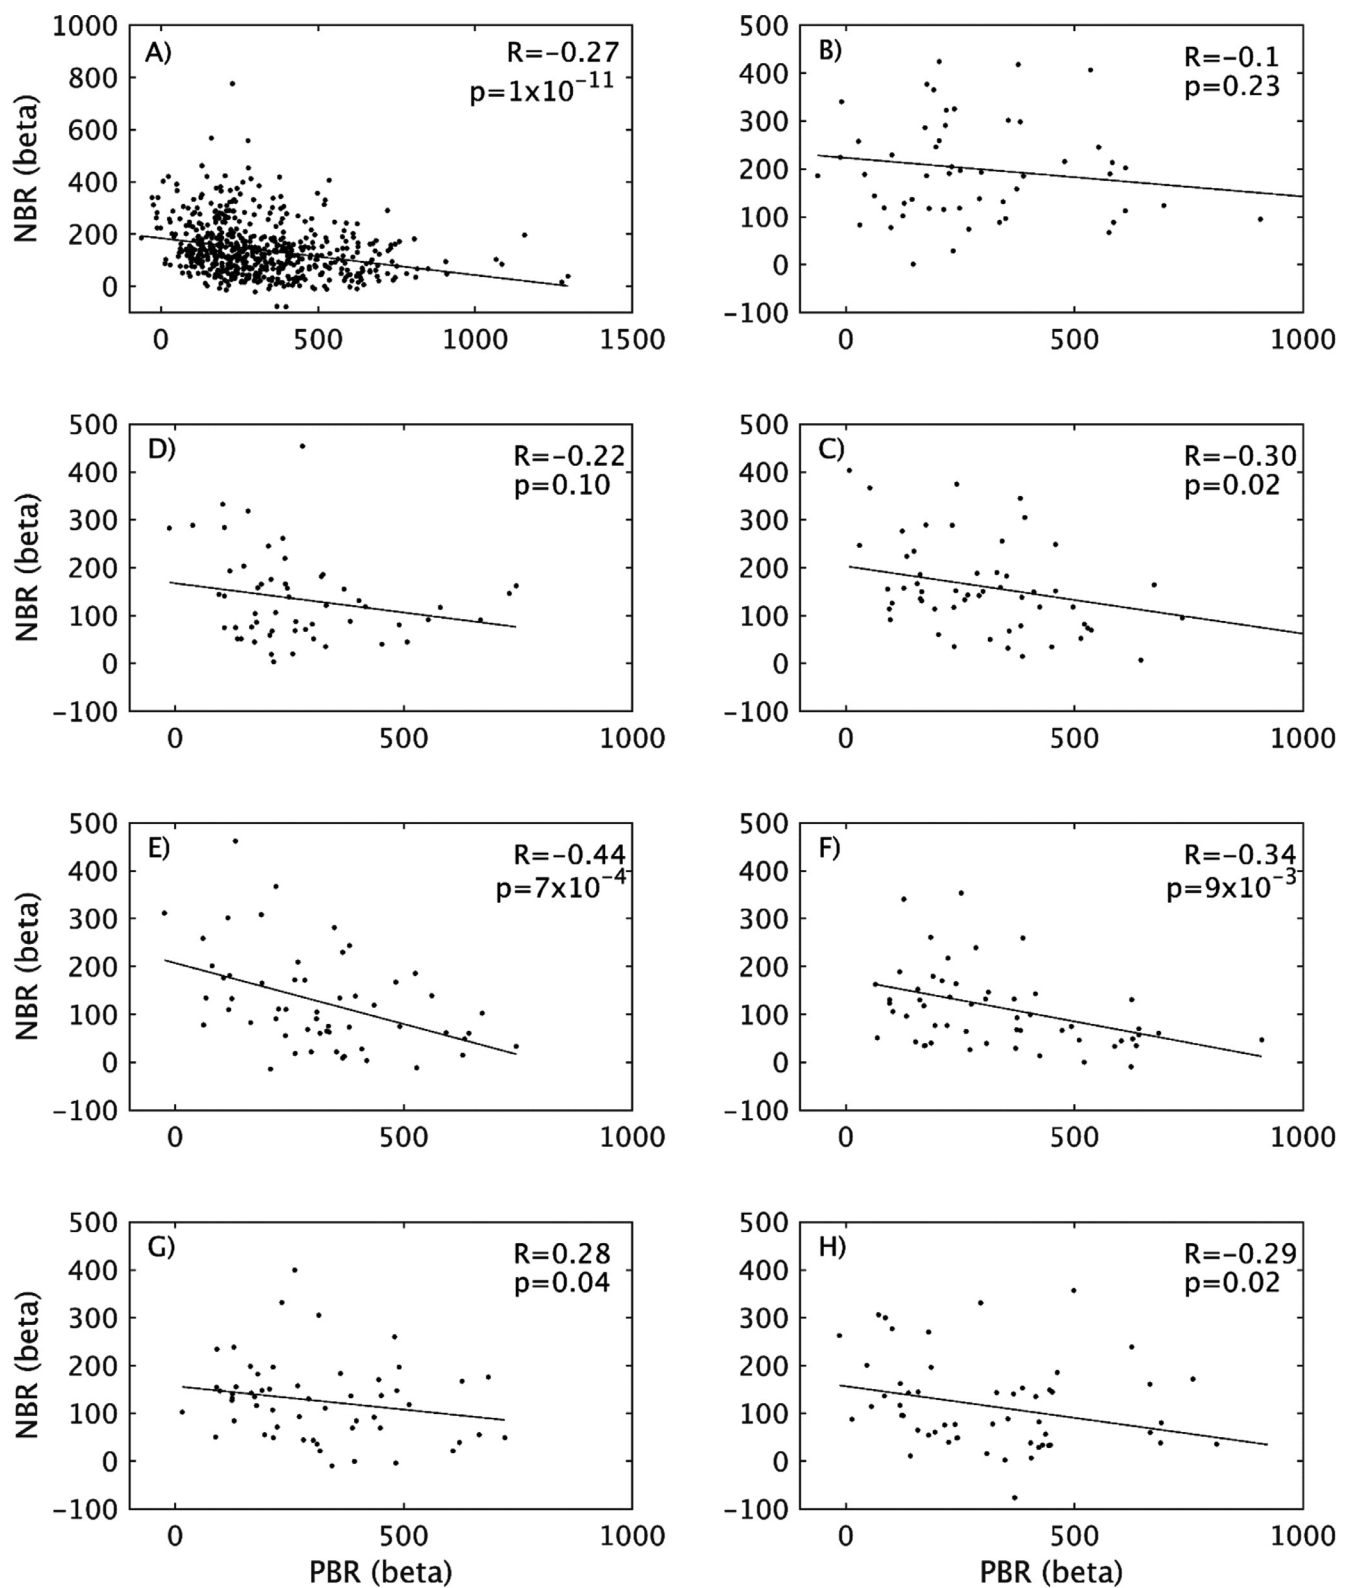 A)
R=−0.27
p=1x10⁻¹¹
NBR (beta)
1000
800
600
400
200
0
0
500
1000
1500
B)
R=−0.1
p=0.23
500
400
300
200
100
0
−100
0
500
1000
D)
R=−0.22
p=0.10
NBR (beta)
500
400
300
200
100
0
−100
0
500
1000
C)
R=−0.30
p=0.02
500
400
300
200
100
0
−100
0
500
1000
E)
R=−0.44
p=7x10⁻⁴
NBR (beta)
500
400
300
200
100
0
−100
0
500
1000
F)
R=−0.34
p=9x10⁻³
500
400
300
200
100
0
−100
0
500
1000
G)
R=0.28
p=0.04
NBR (beta)
500
400
300
200
100
0
−100
0
500
1000
PBR (beta)
H)
R=−0.29
p=0.02
500
400
300
200
100
0
−100
0
500
1000
PBR (beta)